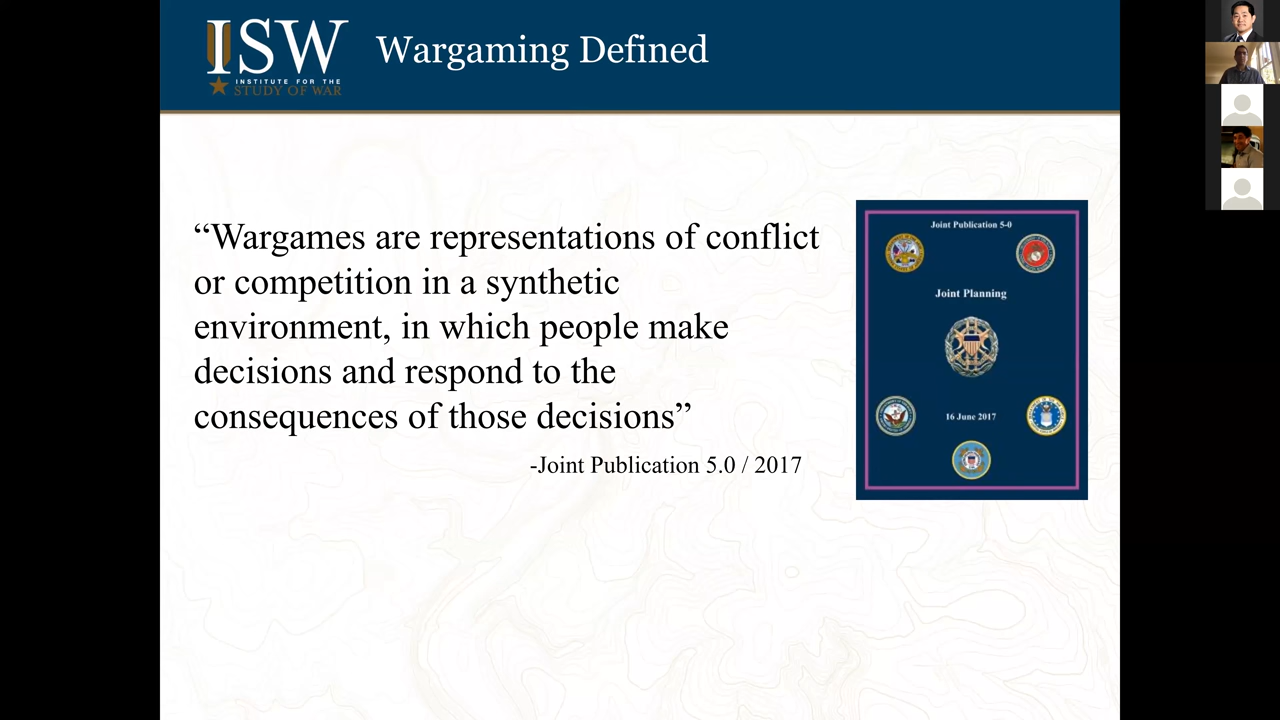 ISW
INSTITUTE FOR THE
STUDY OF WAR
Wargaming Defined
“Wargames are representations of conflict
or competition in a synthetic
environment, in which people make
decisions and respond to the
consequences of those decisions”
-Joint Publication 5.0 / 2017
Joint Publication 5-0
Joint Planning
16 June 2017